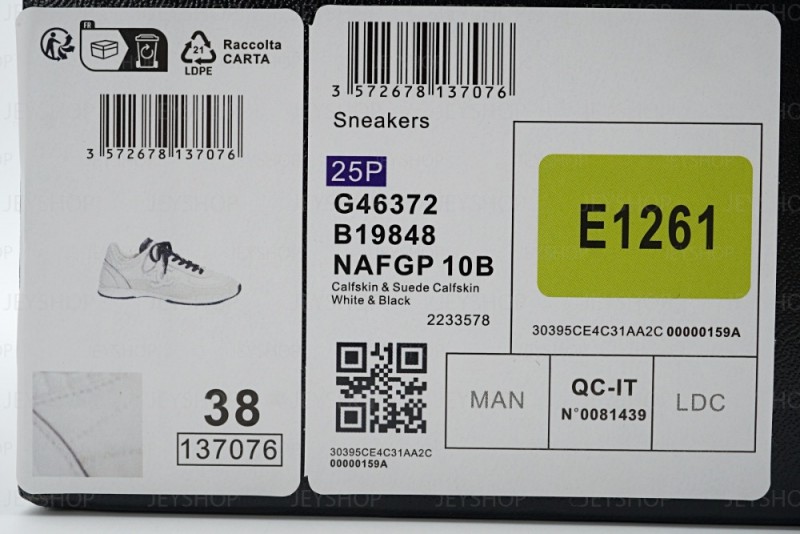 FR
21
LDPE
Raccolta
CARTA
3 572678 137076
38
137076
3 572678 137076
Sneakers
25P
G46372
B19848
NAFGP 10B
Calfskin & Suede Calfskin
White & Black
2233578
E1261
30395CE4C31AA2C 00000159A
MAN
QC-IT
N°0081439
LDC
30395CE4C31AA2C
00000159A
JEYSHOP